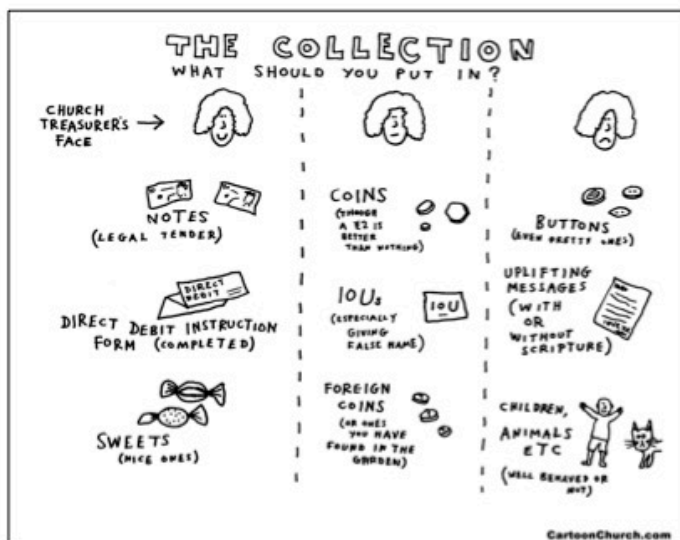 THE COLLECTION
WHAT SHOULD YOU PUT IN?
CHURCH
TREASURER'S
FACE
NOTES
(LEGAL TENDER)
DIRECT
DEBIT
DIRECT DEBIT INSTRUCTION
FORM (COMPLETED)
SWEETS
(NICE ONES)
COINS
(THOUGH
A £2 IS
BETTER
THAN NOTHING)
IOUs
(ESPECIALLY
GIVING
FALSE NAME)
IOU
FOREIGN
COINS
(OR ONES
YOU HAVE
FOUND IN THE
GARDEN)
BUTTONS
(EVEN PRETTY ONES)
UPLIFTING
MESSAGES
(WITH
OR
WITHOUT
SCRIPTURE)
CHILDREN,
ANIMALS
ETC
(WELL BEHAVED OR
NOT)
CartoonChurch.com